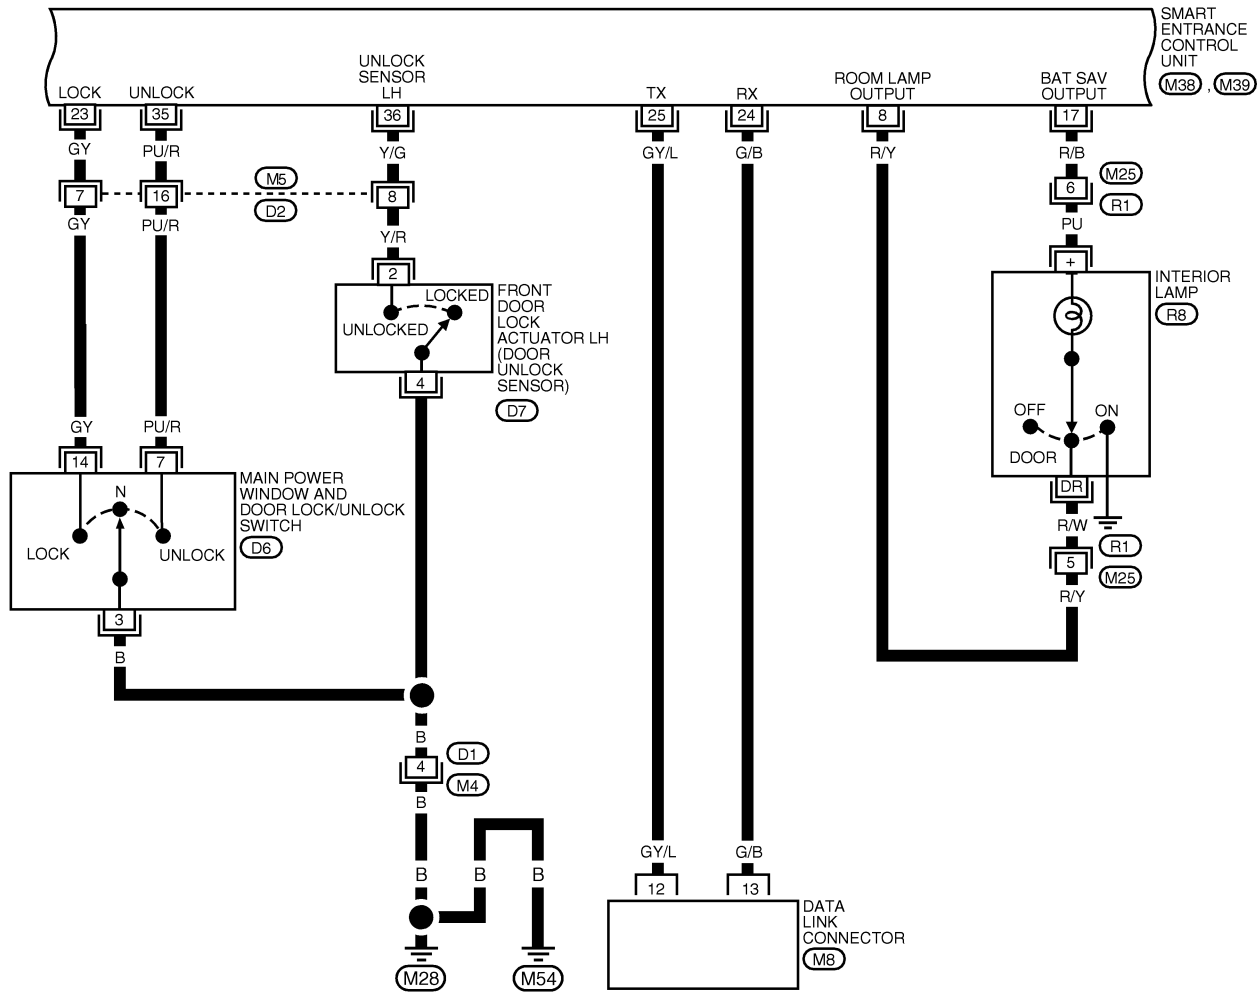 SMART
ENTRANCE
CONTROL
UNIT
M38 , M39
LOCK
UNLOCK
UNLOCK
SENSOR
LH
TX
RX
ROOM LAMP
OUTPUT
BAT SAV
OUTPUT
23
35
36
25
24
8
17
GY
PU/R
Y/G
GY/L
G/B
R/Y
R/B
7
16
M5
D2
8
6
M25
R1
GY
PU/R
Y/R
PU
2
+
FRONT
DOOR
LOCK
ACTUATOR LH
(DOOR
UNLOCK
SENSOR)
D7
LOCKED
UNLOCKED
4
INTERIOR
LAMP
R8
OFF
ON
DOOR
DR
R/W
R1
5
M25
R/Y
GY
PU/R
14
7
MAIN POWER
WINDOW AND
DOOR LOCK/UNLOCK
SWITCH
D6
N
LOCK
UNLOCK
3
B
B
4
D1
M4
B
B
B
B
M28
M54
GY/L
G/B
12
13
DATA
LINK
CONNECTOR
M8